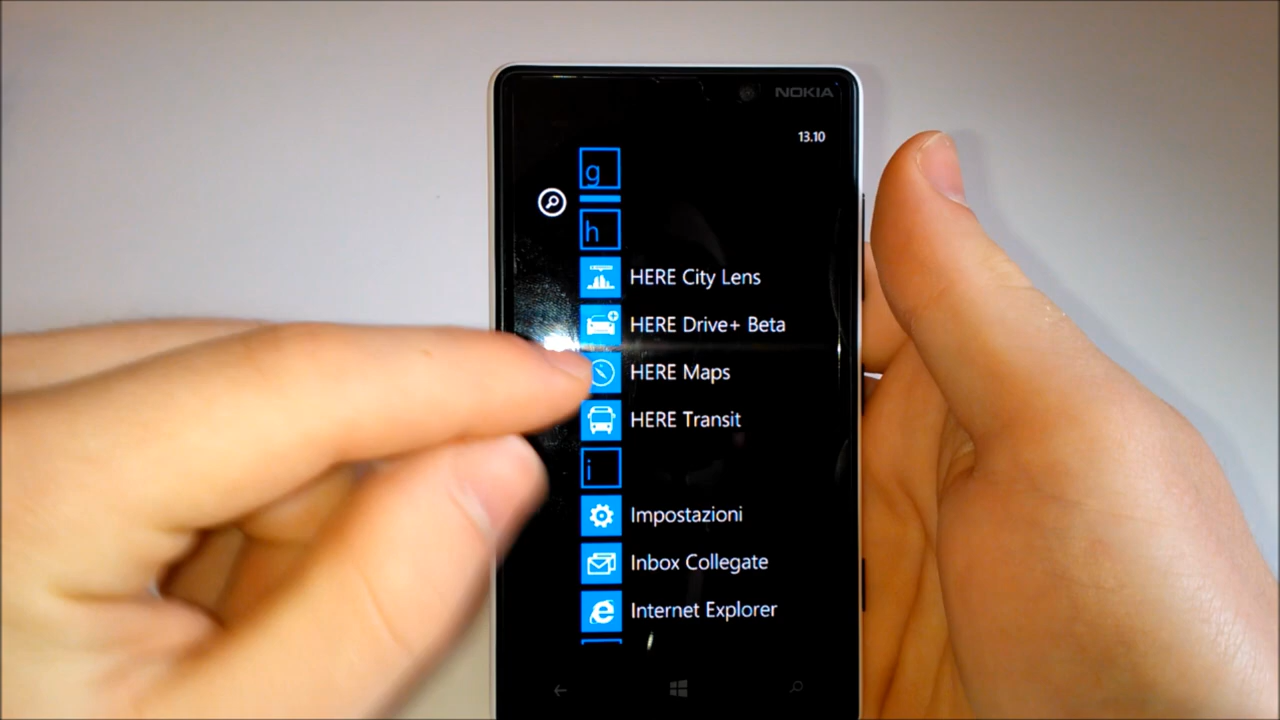 NOKIA
13.10
g
h
HERE City Lens
HERE Drive+ Beta
HERE Maps
HERE Transit
i
Impostazioni
Inbox Collegate
Internet Explorer